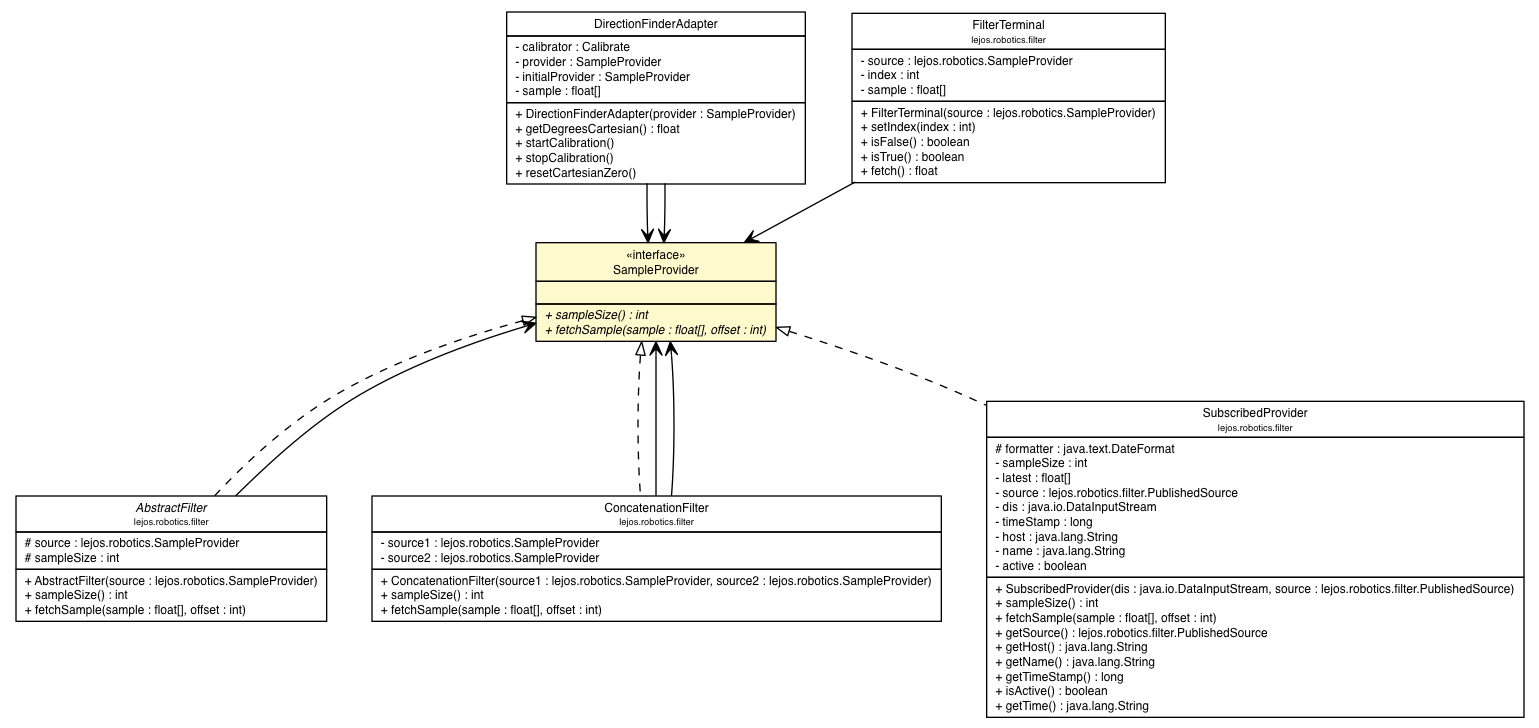 DirectionFinderAdapter
- calibrator : Calibrate
- provider : SampleProvider
- initialProvider : SampleProvider
- sample : float[]
+ DirectionFinderAdapter(provider : SampleProvider)
+ getDegreesCartesian() : float
+ startCalibration()
+ stopCalibration()
+ resetCartesianZero()
FilterTerminal
lejos.robotics.filter
- source : lejos.robotics.SampleProvider
- index : int
- sample : float[]
+ FilterTerminal(source : lejos.robotics.SampleProvider)
+ setIndex(index : int)
+ isFalse() : boolean
+ isTrue() : boolean
+ fetch() : float
«interface»
SampleProvider
+ sampleSize() : int
+ fetchSample(sample : float[], offset : int)
AbstractFilter
lejos.robotics.filter
# source : lejos.robotics.SampleProvider
# sampleSize : int
+ AbstractFilter(source : lejos.robotics.SampleProvider)
+ sampleSize() : int
+ fetchSample(sample : float[], offset : int)
ConcatenationFilter
lejos.robotics.filter
- source1 : lejos.robotics.SampleProvider
- source2 : lejos.robotics.SampleProvider
+ ConcatenationFilter(source1 : lejos.robotics.SampleProvider, source2 : lejos.robotics.SampleProvider)
+ sampleSize() : int
+ fetchSample(sample : float[], offset : int)
SubscribedProvider
lejos.robotics.filter
# formatter : java.text.DateFormat
- sampleSize : int
- latest : float[]
- source : lejos.robotics.filter.PublishedSource
- dis : java.io.DataInputStream
- timeStamp : long
- host : java.lang.String
- name : java.lang.String
- active : boolean
+ SubscribedProvider(dis : java.io.DataInputStream, source : lejos.robotics.filter.PublishedSource)
+ sampleSize() : int
+ fetchSample(sample : float[], offset : int)
+ getSource() : lejos.robotics.filter.PublishedSource
+ getHost() : java.lang.String
+ getName() : java.lang.String
+ getTimeStamp() : long
+ isActive() : boolean
+ getTime() : java.lang.String